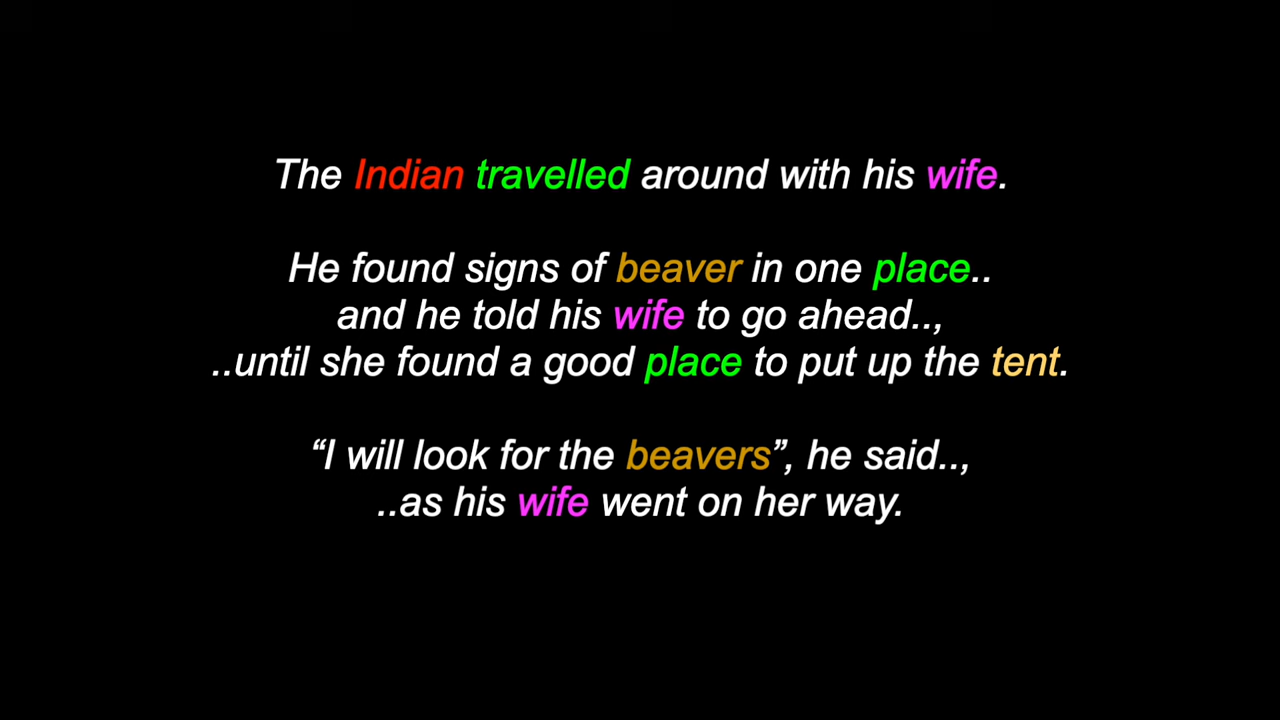 The Indian travelled around with his wife.
He found signs of beaver in one place..
and he told his wife to go ahead..,
..until she found a good place to put up the tent.
“I will look for the beavers”, he said..,
..as his wife went on her way.